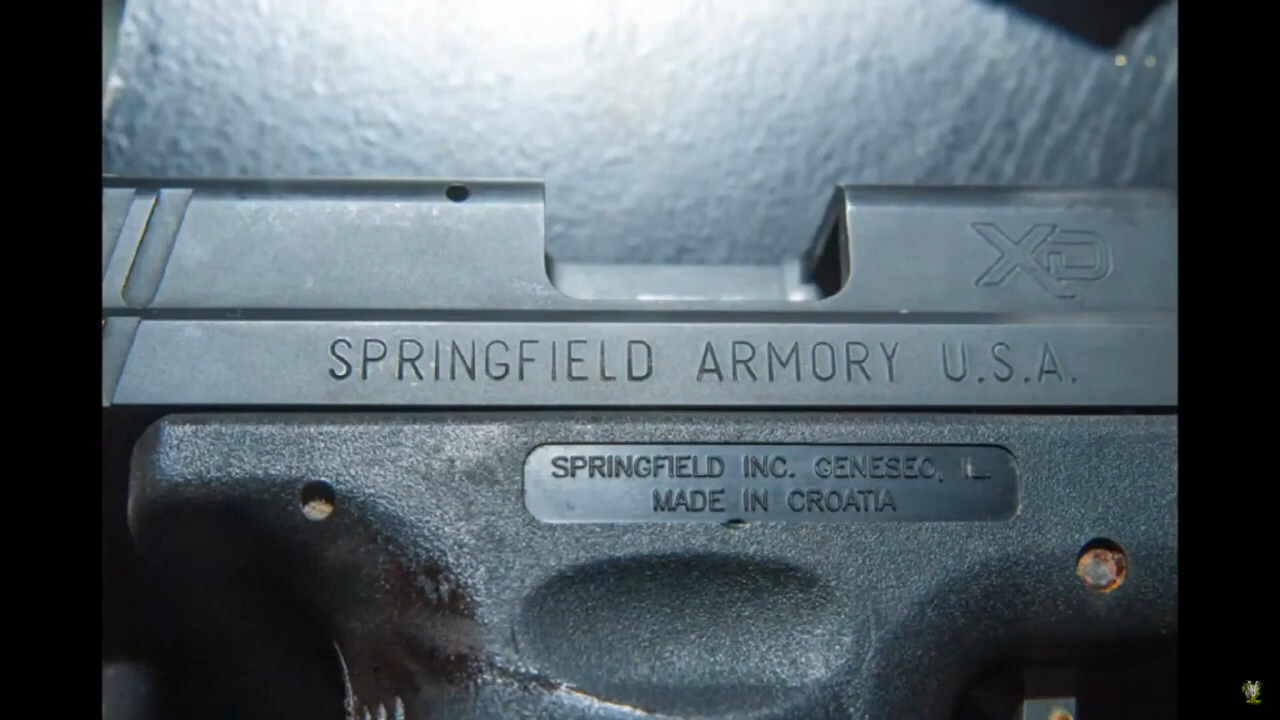 XD
SPRINGFIELD ARMORY U.S.A.
SPRINGFIELD INC. GENESEO, IL.
MADE IN CROATIA